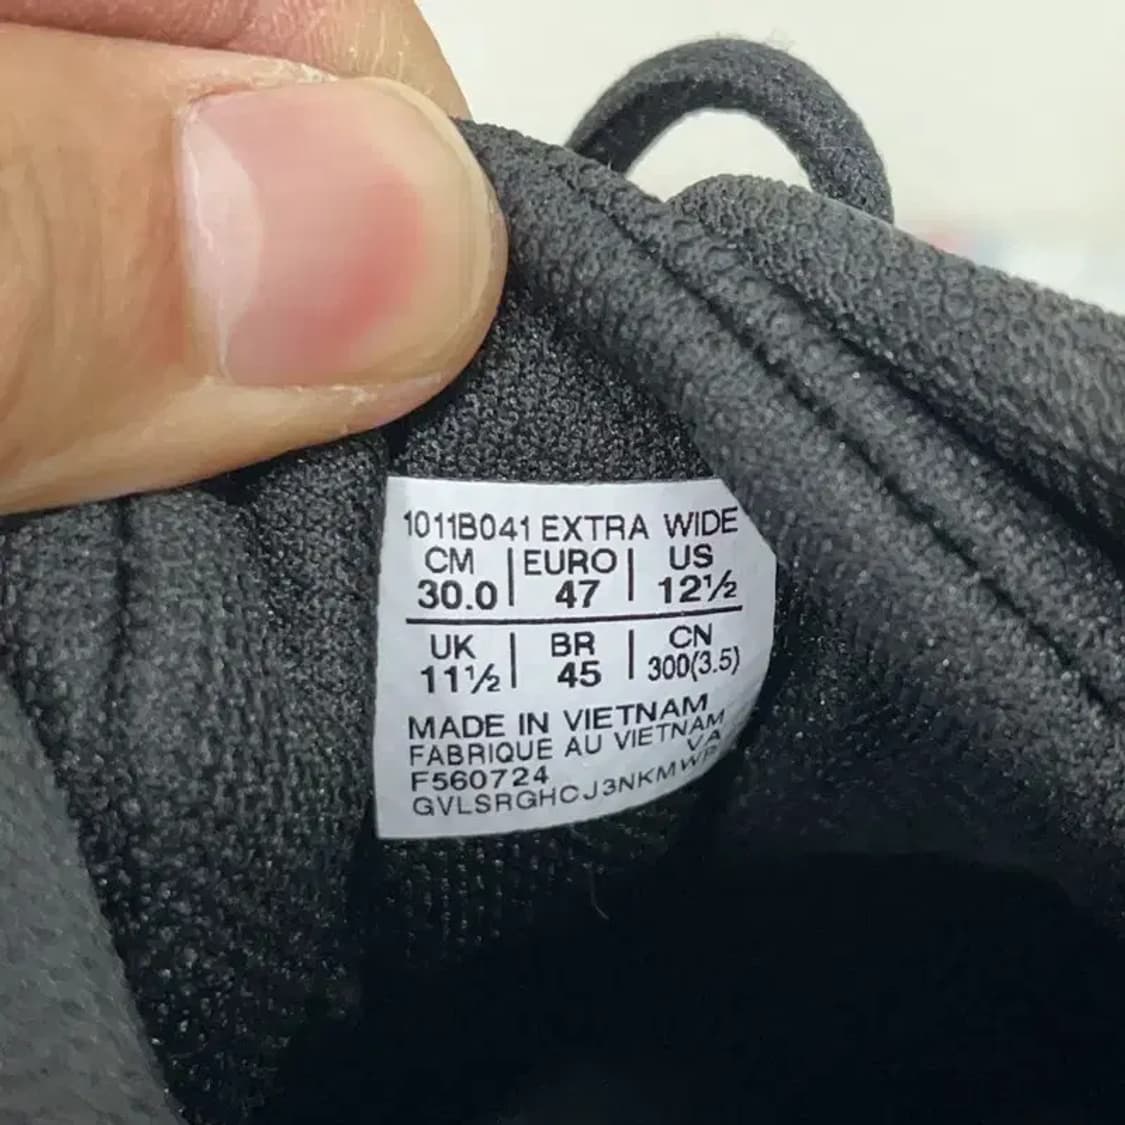 1011B041 EXTRA WIDE
CM | EURO | US
30.0 | 47 | 12½
UK | BR | CN
11½ | 45 | 300(3.5)
MADE IN VIETNAM
FABRIQUE AU VIETNAM
F560724 VA